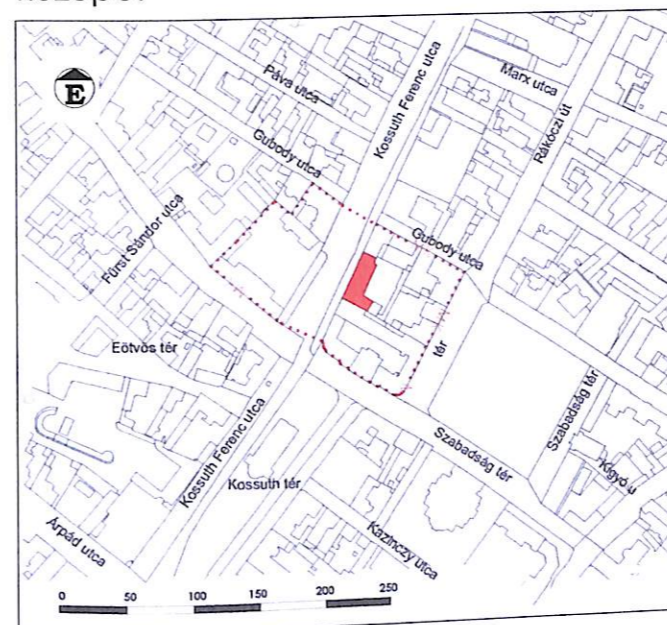 E
Páva utca
Kossuth Ferenc utca
Marx utca
Gubody utca
Rákóczi út
Fürst Sándor utca
Gubody utca
Eötvös tér
tér
Szabadság tér
Szabadság tér
Kossuth Ferenc utca
Kossuth tér
Kígyó u
Árpád utca
Kazinczy utca
0 50 100 150 200 250